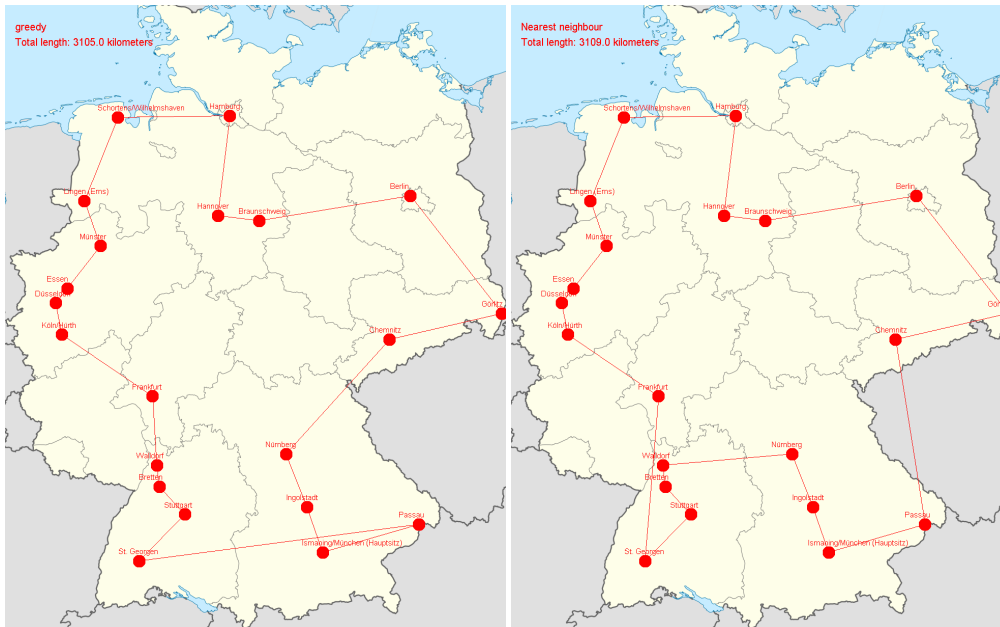 greedy
Total length: 3105.0 kilometers
Schortens/Wilhelmshaven
Hamburg
Lingen (Ems)
Berlin
Hannover
Braunschweig
Münster
Essen
Düsseldorf
Görlitz
Köln/Hürth
Chemnitz
Frankfurt
Nürnberg
Walldorf
Bretten
Ingolstadt
Stuttgart
Passau
St. Georgen
Ismaning/München (Hauptsitz)
Nearest neighbour
Total length: 3109.0 kilometers
Schortens/Wilhelmshaven
Hamburg
Lingen (Ems)
Berlin
Hannover
Braunschweig
Münster
Essen
Düsseldorf
Görlitz
Köln/Hürth
Chemnitz
Frankfurt
Nürnberg
Walldorf
Bretten
Ingolstadt
Stuttgart
Passau
St. Georgen
Ismaning/München (Hauptsitz)